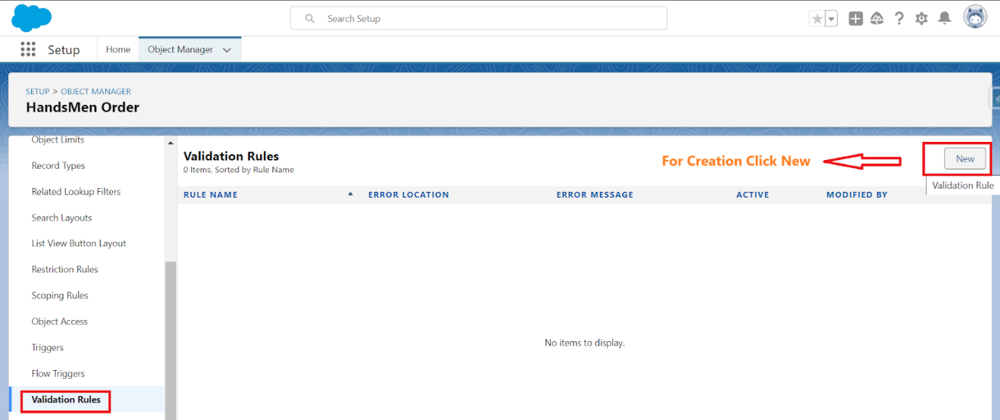 Search Setup
Setup
Home
Object Manager
SETUP > OBJECT MANAGER
HandsMen Order
Object Limits
Record Types
Related Lookup Filters
Search Layouts
List View Button Layout
Restriction Rules
Scoping Rules
Object Access
Triggers
Flow Triggers
Validation Rules
Validation Rules
0 Items, Sorted by Rule Name
For Creation Click New
New
Validation Rule
RULE NAME ERROR LOCATION ERROR MESSAGE ACTIVE MODIFIED BY
No items to display.